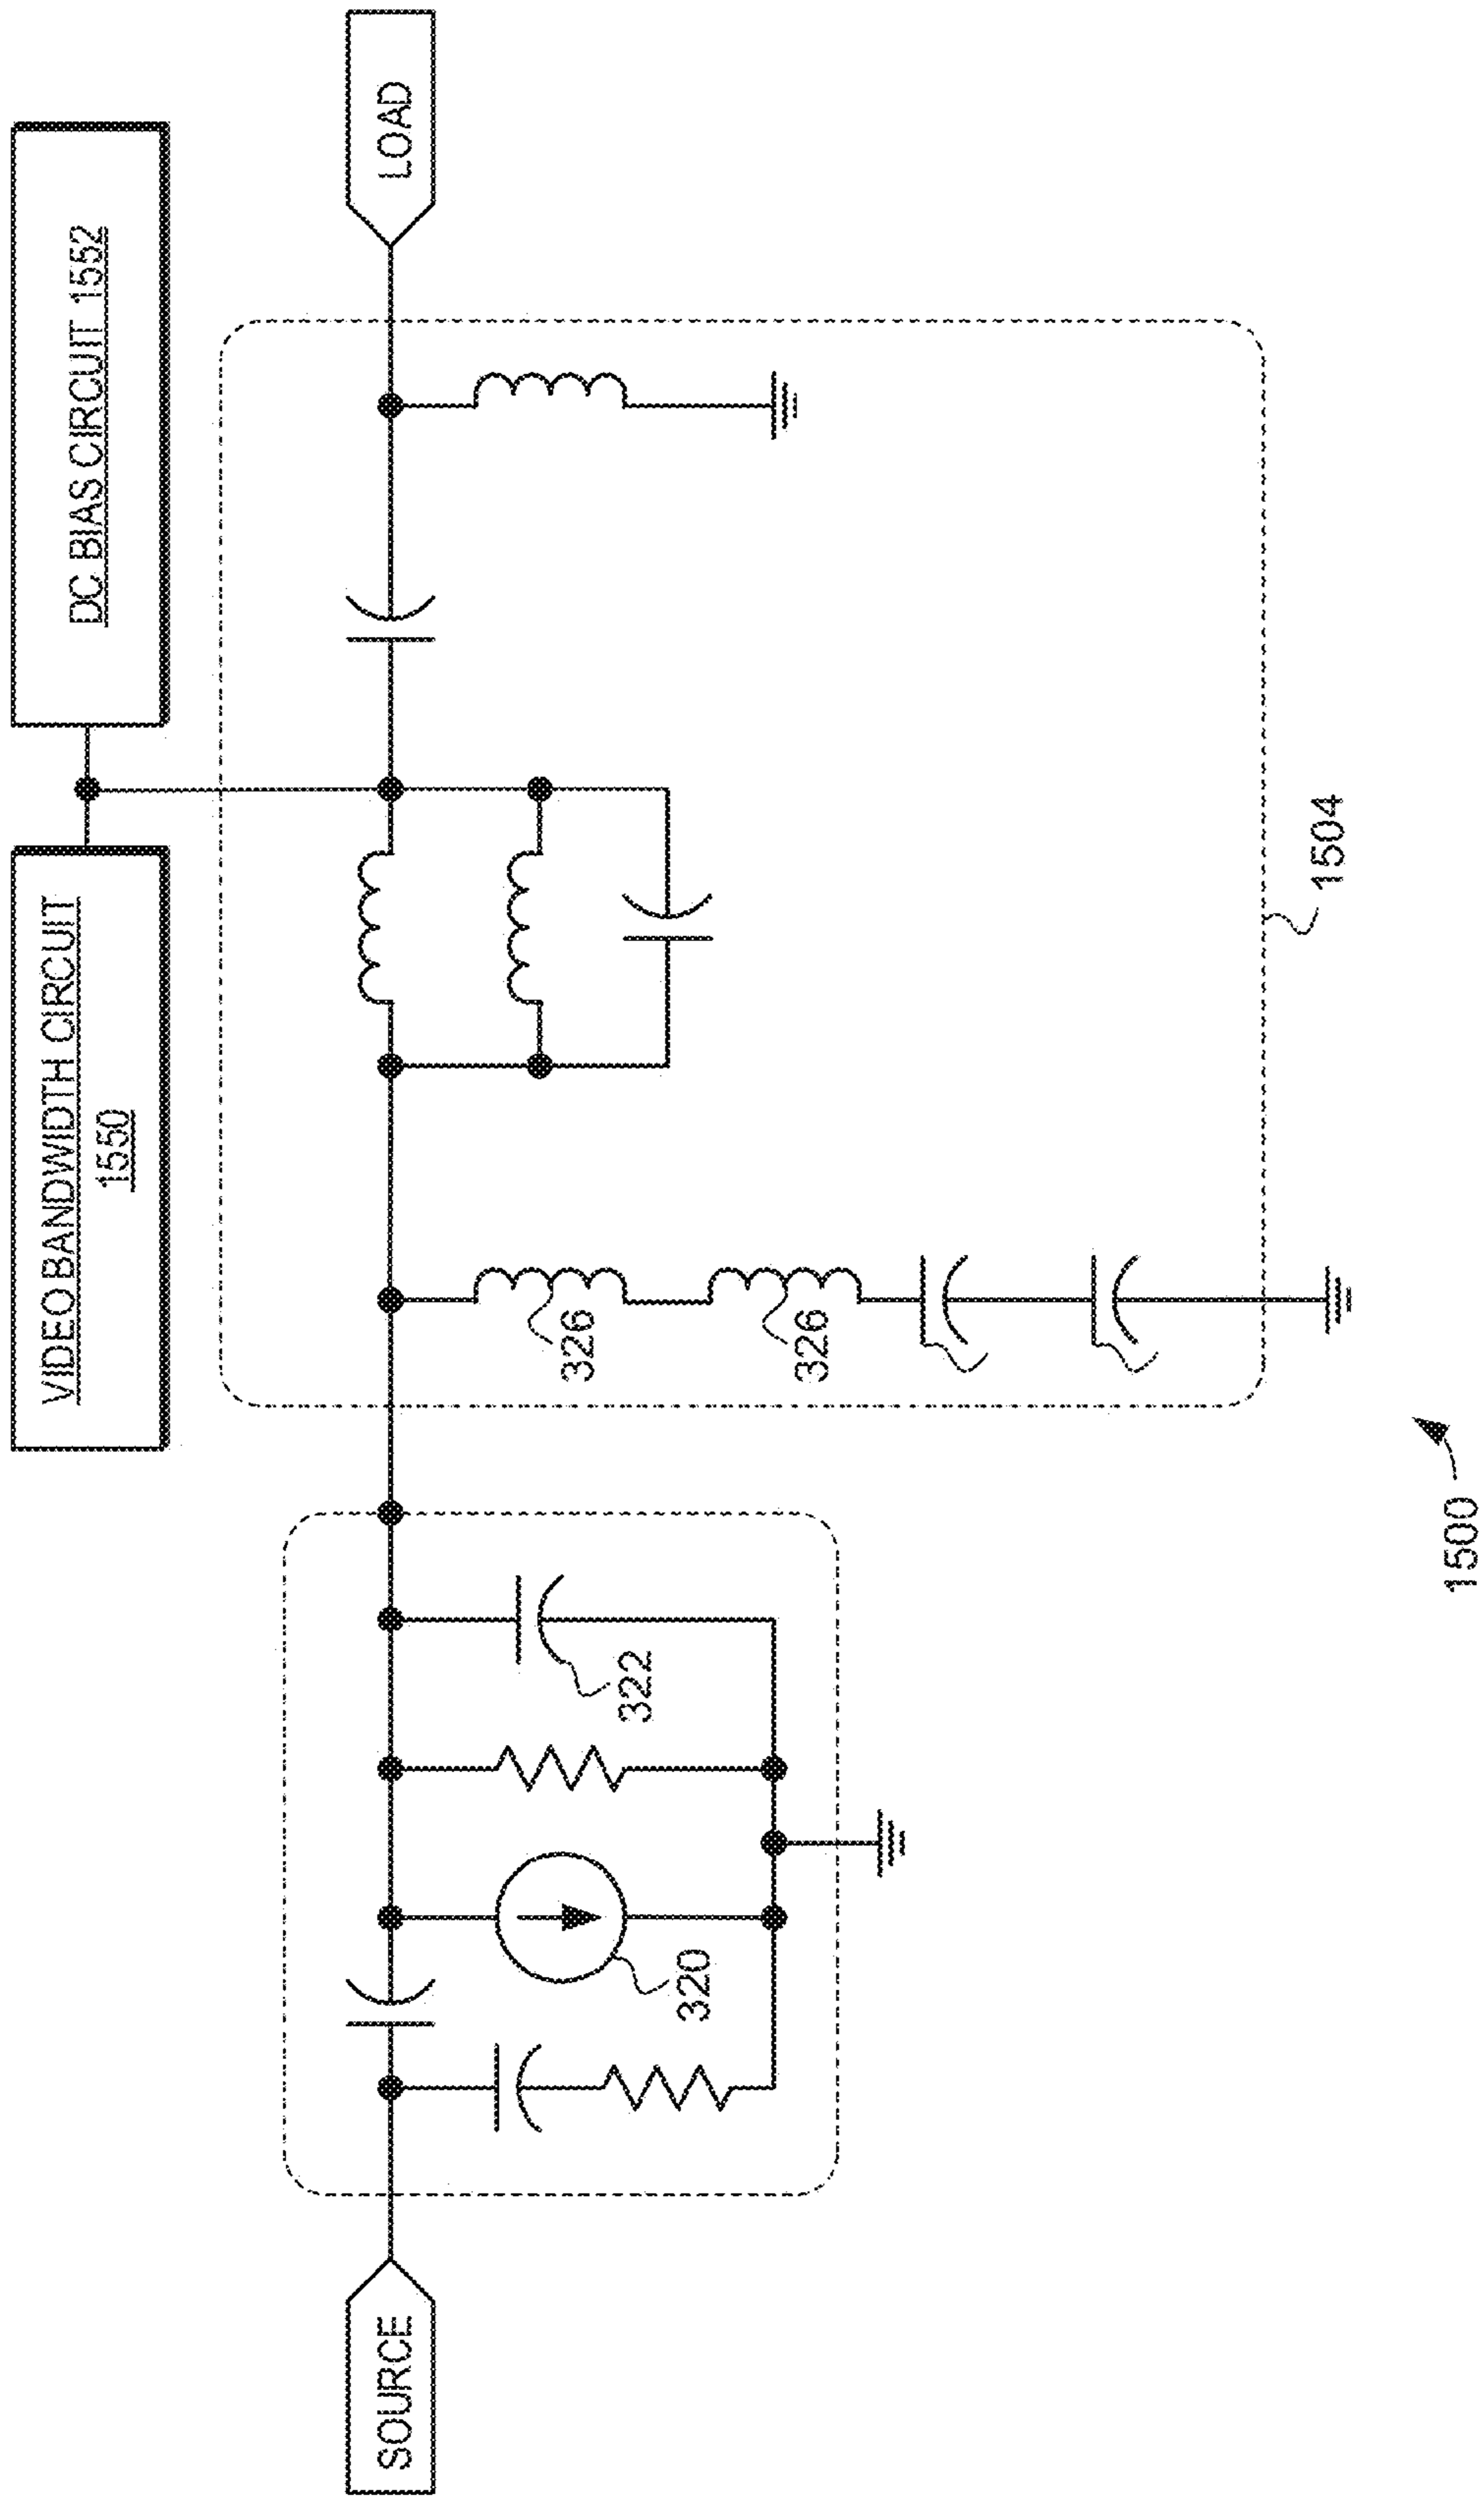 VIDEO BANDWIDTH CIRCUIT
1550
DC BIAS CIRCUIT 1552
SOURCE
LOAD
320
322
326
326
1504
1500